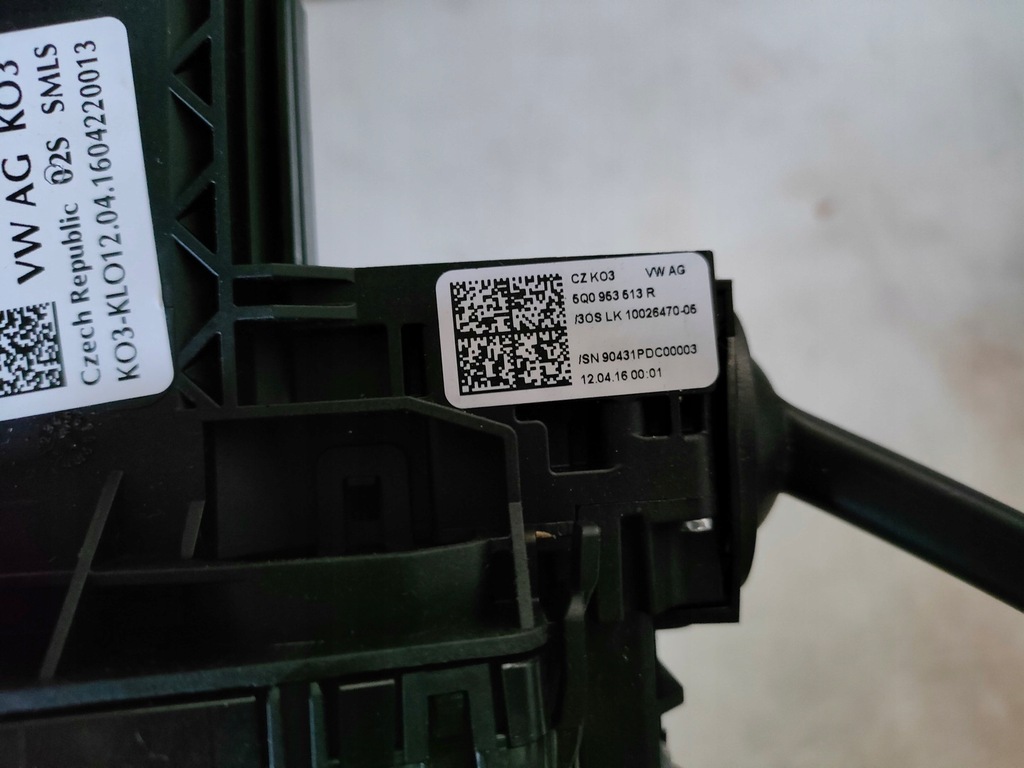 VW AG KO3
Czech Republic 02S SMLS
KO3-KLO12.04.1604220013
CZ KO3 VW AG
5Q0 953 513 R
/3OS LK 10026470-05
/SN 90431PDC00003
12.04.16 00:01